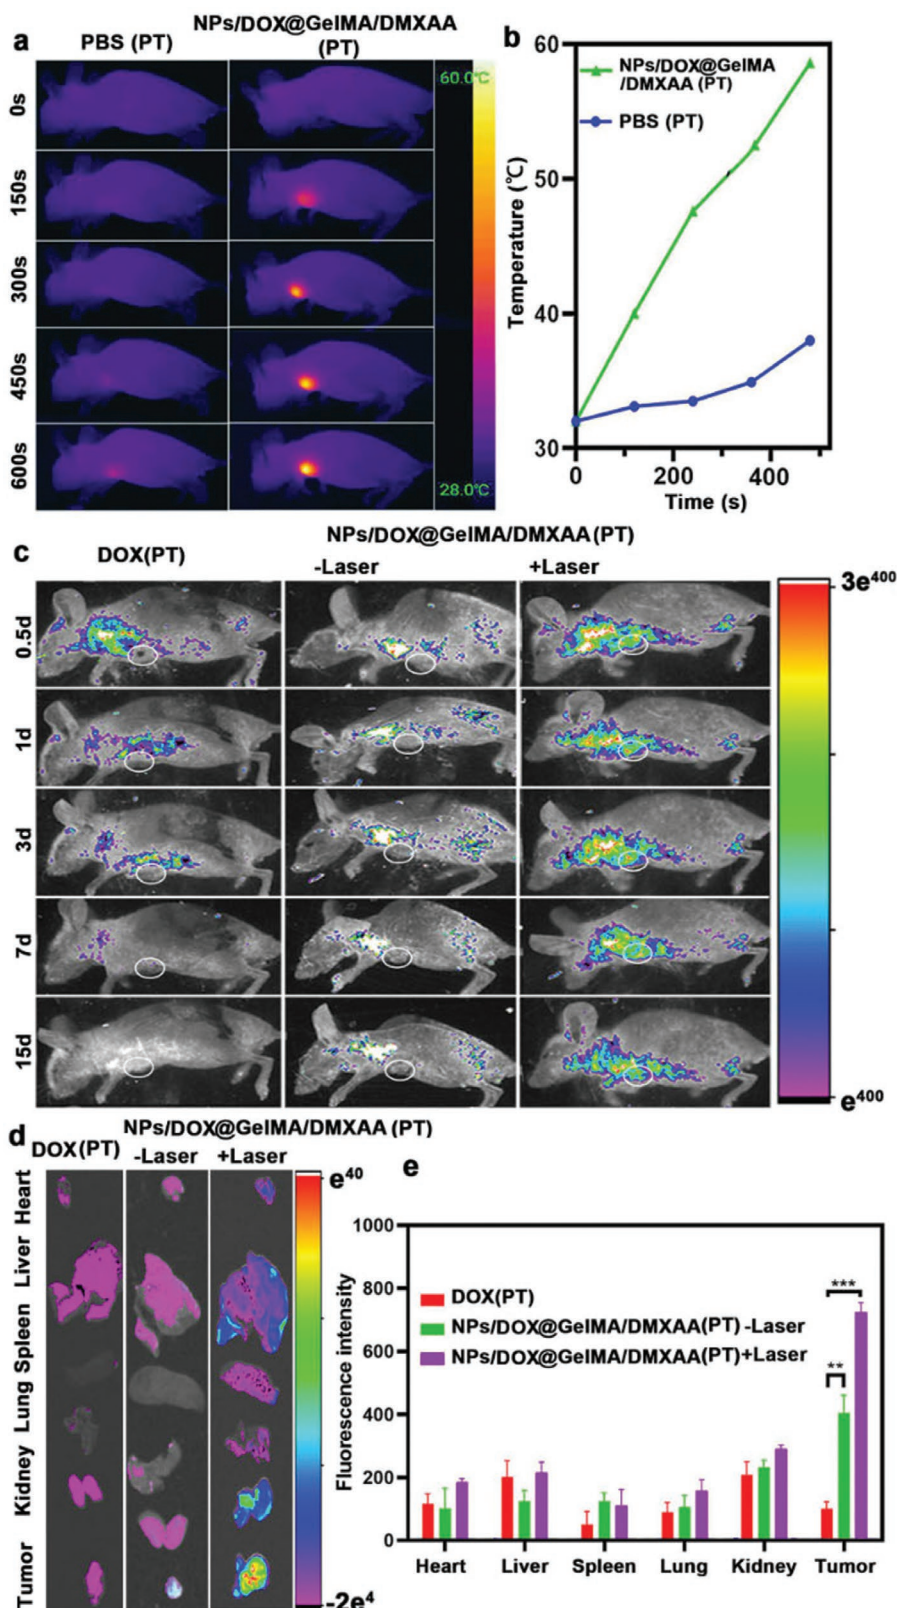 a
PBS (PT)
NPs/DOX@GelMA/DMXAA
(PT)
0s
150s
300s
450s
600s
60.0℃
28.0℃
b
60
50
40
30
Temperature (℃)
NPs/DOX@GelMA
/DMXAA (PT)
PBS (PT)
0
200
400
Time (s)
c
NPs/DOX@GelMA/DMXAA (PT)
DOX(PT)
-Laser
+Laser
0.5d
1d
3d
7d
15d
3e400
e400
d
NPs/DOX@GelMA/DMXAA (PT)
DOX(PT)
-Laser
+Laser
Heart
Liver
Spleen
Lung
Kidney
Tumor
e40
-2e4
e
1000
800
600
400
200
0
Fluorescence intensity
DOX(PT)
NPs/DOX@GelMA/DMXAA(PT) -Laser
NPs/DOX@GelMA/DMXAA(PT)+Laser
***
**
Heart
Liver
Spleen
Lung
Kidney
Tumor